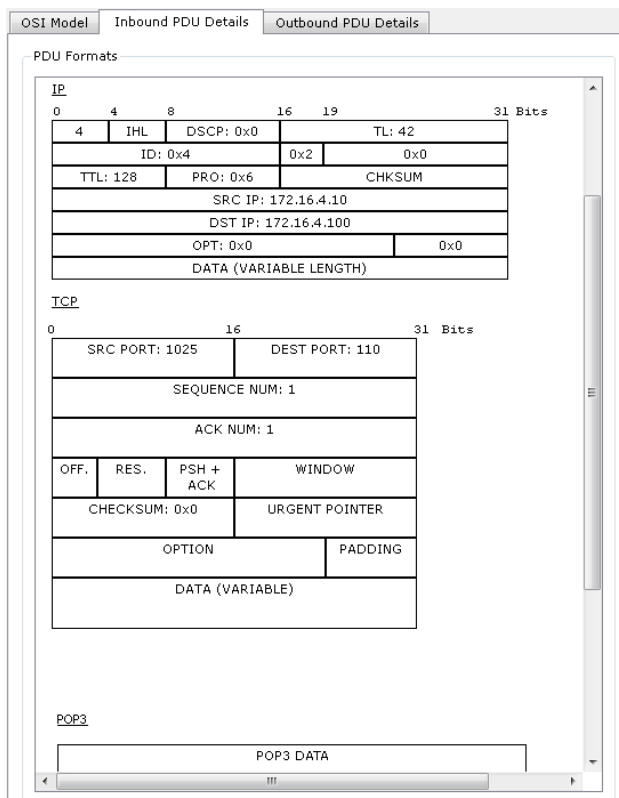 OSI Model Inbound PDU Details Outbound PDU Details
PDU Formats
IP
0 4 8 16 19 31 Bits
4 IHL DSCP: 0x0 TL: 42
ID: 0x4 0x2 0x0
TTL: 128 PRO: 0x6 CHKSUM
SRC IP: 172.16.4.10
DST IP: 172.16.4.100
OPT: 0x0 0x0
DATA (VARIABLE LENGTH)
TCP
0 16 31 Bits
SRC PORT: 1025 DEST PORT: 110
SEQUENCE NUM: 1
ACK NUM: 1
OFF. RES. PSH + ACK WINDOW
CHECKSUM: 0x0 URGENT POINTER
OPTION PADDING
DATA (VARIABLE)
POP3
POP3 DATA